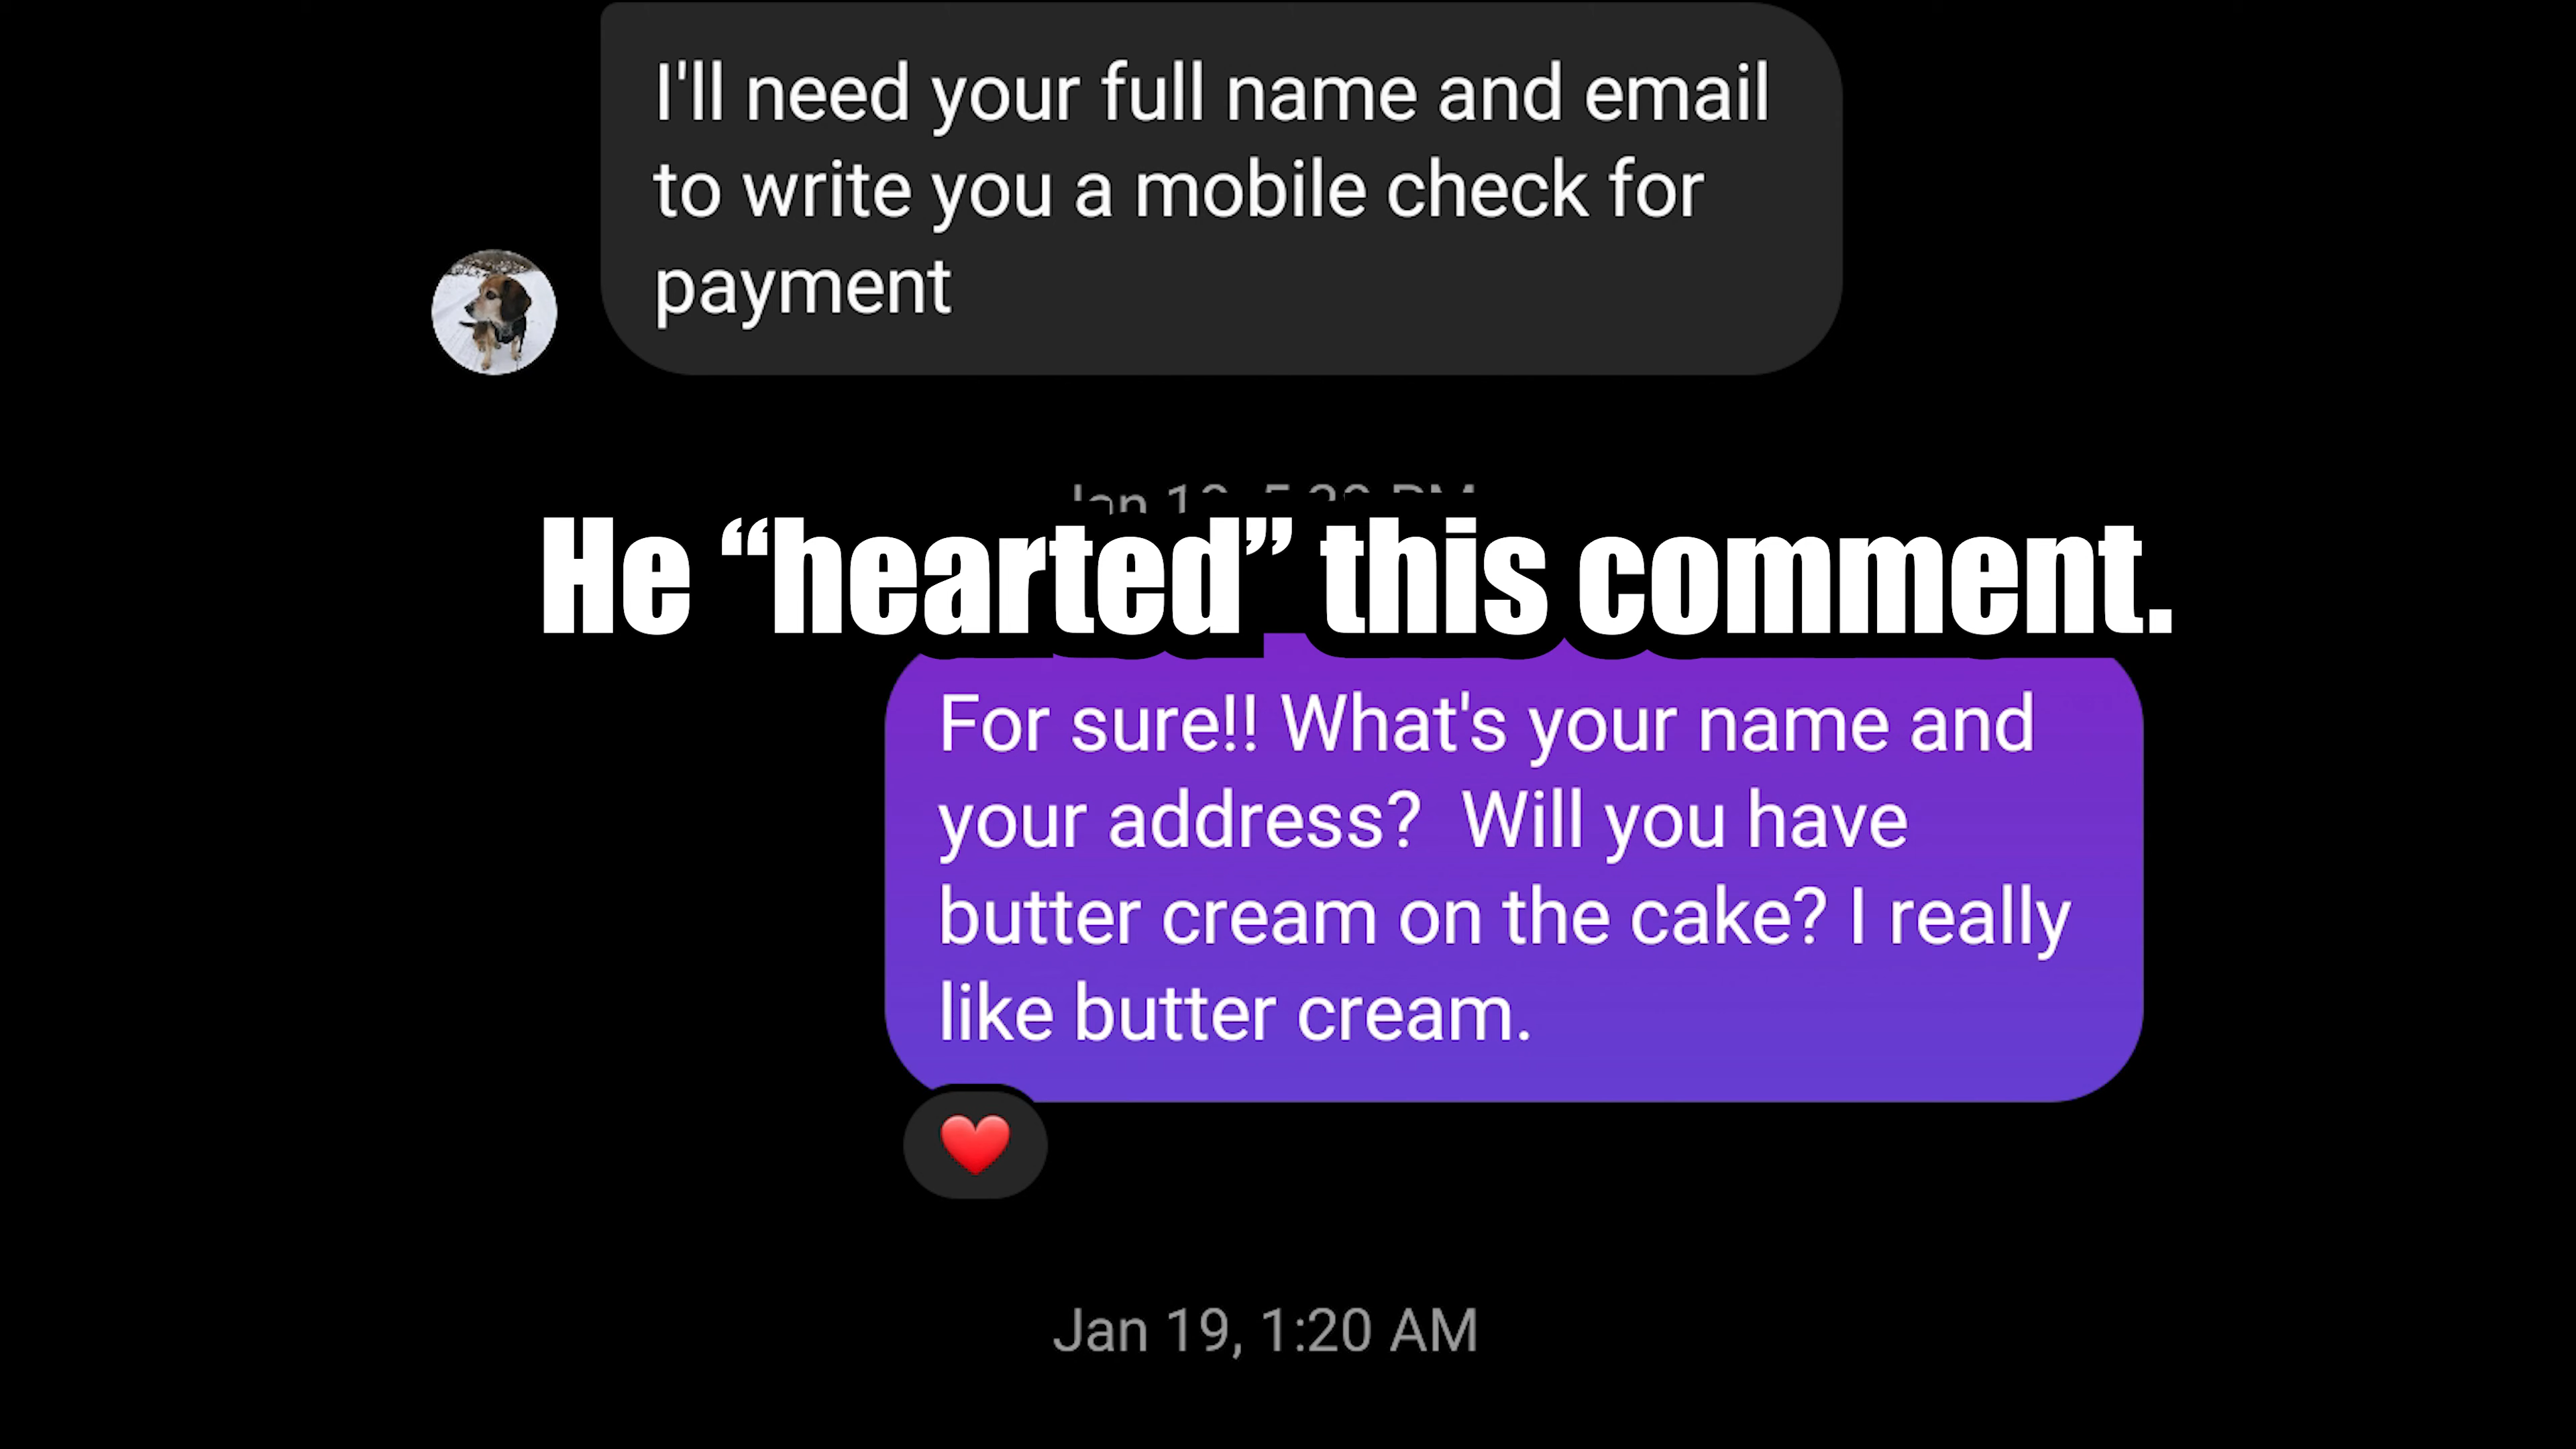 I'll need your full name and email
to write you a mobile check for
payment
He “hearted” this comment.
For sure!! What's your name and
your address?  Will you have
butter cream on the cake? I really
like butter cream.
Jan 19, 1:20 AM